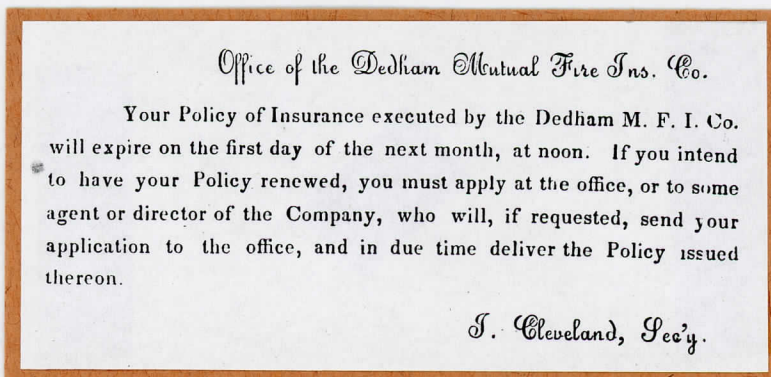 Office of the Dedham Mutual Fire Ins. Co.
Your Policy of Insurance executed by the Dedham M. F. I. Co.
will expire on the first day of the next month, at noon. If you intend
to have your Policy renewed, you must apply at the office, or to some
agent or director of the Company, who will, if requested, send your
application to the office, and in due time deliver the Policy issued
thereon.
I. Cleveland, Sec'y.